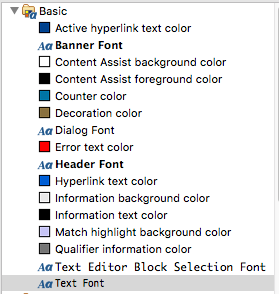 Basic
Active hyperlink text color
Aa Banner Font
Content Assist background color
Content Assist foreground color
Counter color
Decoration color
Aa Dialog Font
Error text color
Aa Header Font
Hyperlink text color
Information background color
Information text color
Match highlight background color
Qualifier information color
Aa Text Editor Block Selection Font
Aa Text Font